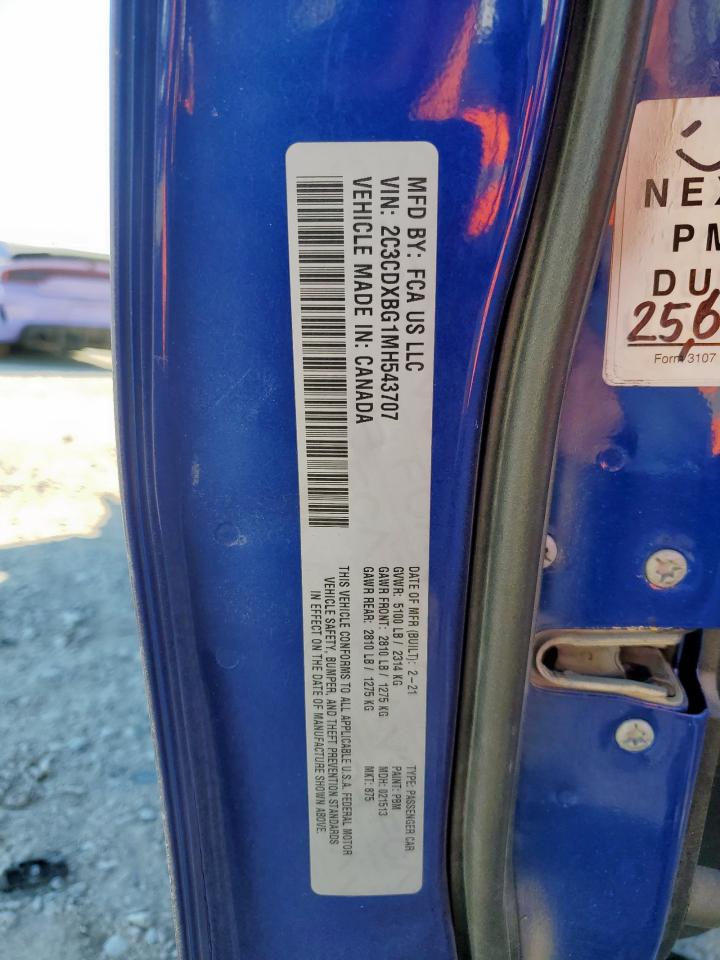 MFD BY: FCA US LLC
VIN: 2C3CDXBG1MH543707
VEHICLE MADE IN: CANADA
DATE OF MFR (BUILT): 2-21
GVWR: 5100 LB / 2314 KG
GAWR FRONT: 2810 LB / 1275 KG
GAWR REAR: 2810 LB / 1275 KG
THIS VEHICLE CONFORMS TO ALL APPLICABLE U.S.A. FEDERAL MOTOR
VEHICLE SAFETY, BUMPER, AND THEFT PREVENTION STANDARDS
IN EFFECT ON THE DATE OF MANUFACTURE SHOWN ABOVE.
TYPE: PASSENGER CAR
PAINT: PBM
MDH: 021513
MKT: 875
NEX
PM
DU
25,6
Form 3107